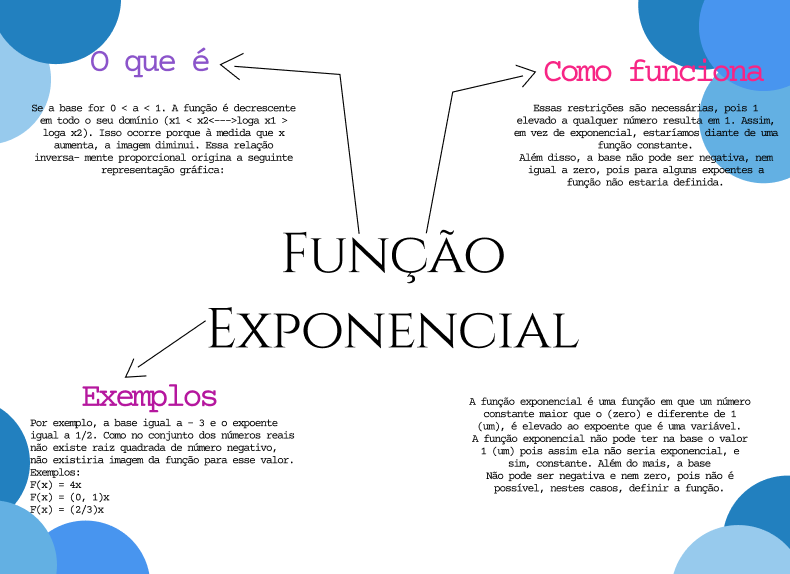 O que é
Se a base for 0 < a < 1. A função é decrescente
em todo o seu domínio (x1 < x2<--->loga x1 >
loga x2). Isso ocorre porque à medida que x
aumenta, a imagem diminui. Essa relação
inversa- mente proporcional origina a seguinte
representação gráfica:
Como funciona
Essas restrições são necessárias, pois 1
elevado a qualquer número resulta em 1. Assim,
em vez de exponencial, estaríamos diante de uma
função constante.
Além disso, a base não pode ser negativa, nem
igual a zero, pois para alguns expoentes a
função não estaria definida.
Função
Exponencial
Exemplos
Por exemplo, a base igual a - 3 e o expoente
igual a 1/2. Como no conjunto dos números reais
não existe raiz quadrada de número negativo,
não existiria imagem da função para esse valor.
Exemplos:
F(x) = 4x
F(x) = (0, 1)x
F(x) = (2/3)x
A função exponencial é uma função em que um número
constante maior que o (zero) e diferente de 1
(um), é elevado ao expoente que é uma variável.
A função exponencial não pode ter na base o valor
1 (um) pois assim ela não seria exponencial, e
sim, constante. Além do mais, a base
Não pode ser negativa e nem zero, pois não é
possível, nestes casos, definir a função.